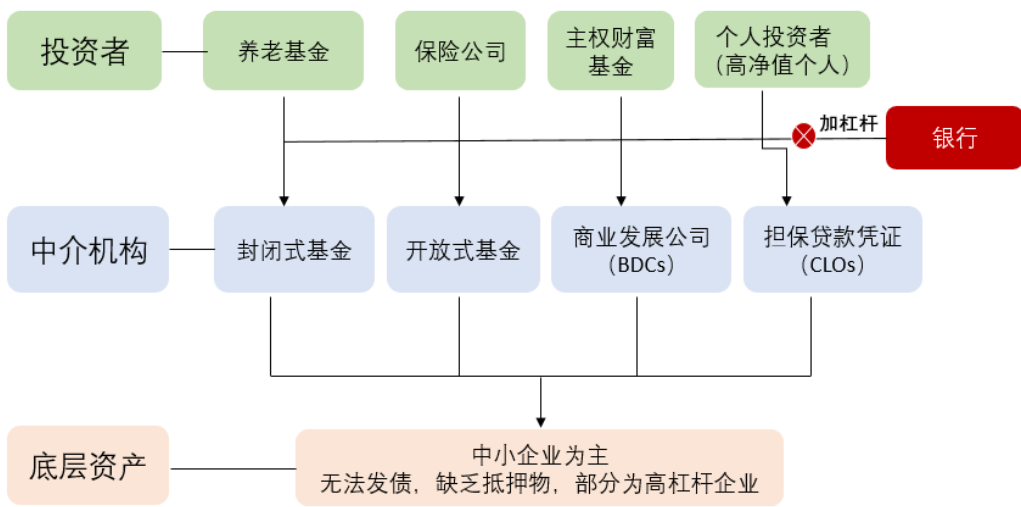 投资者
养老基金
保险公司
主权财富
基金
个人投资者
（高净值个人）
加杠杆
银行
中介机构
封闭式基金
开放式基金
商业发展公司
（BDCs）
担保贷款凭证
（CLOs）
底层资产
中小企业为主
无法发债，缺乏抵押物，部分为高杠杆企业